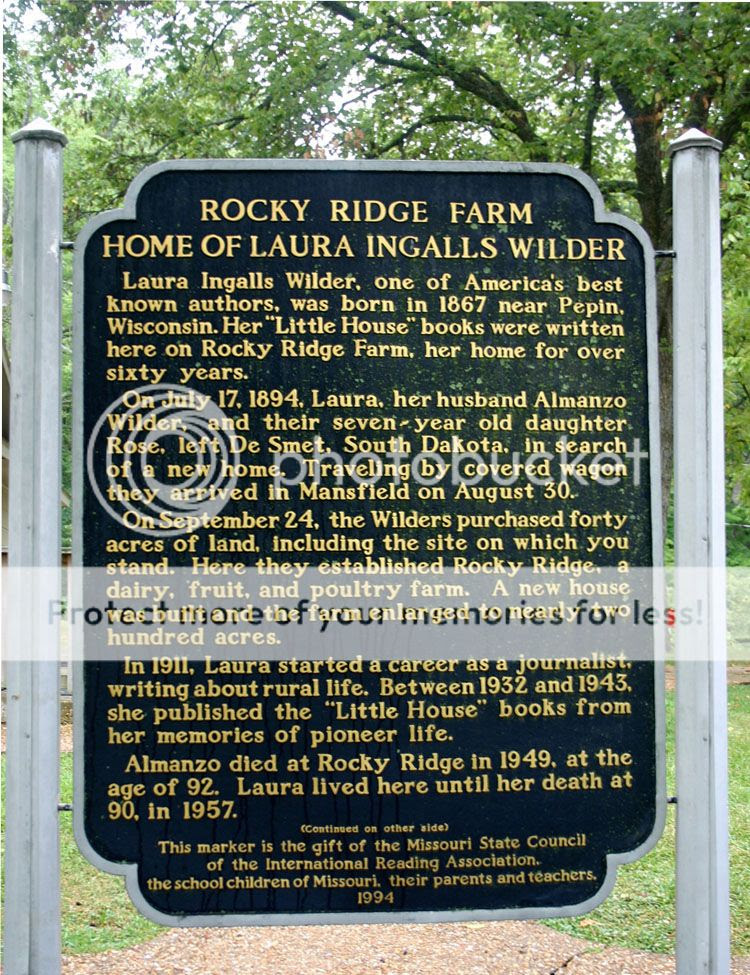 ROCKY RIDGE FARM
HOME OF LAURA INGALLS WILDER
Laura Ingalls Wilder, one of America's best
known authors, was born in 1867 near Pepin,
Wisconsin. Her "Little House" books were written
here on Rocky Ridge Farm, her home for over
sixty years.
On July 17, 1894, Laura, her husband Almanzo
Wilder, and their seven-year old daughter
Rose, left De Smet, South Dakota, in search
of a new home. Traveling by covered wagon
they arrived in Mansfield on August 30.
photobucket
On September 24, the Wilders purchased forty
acres of land, including the site on which you
stand. Here they established Rocky Ridge, a
dairy, fruit, and poultry farm. A new house
was built and the farm enlarged to nearly two
hundred acres.
Protect more of your memories for less!
In 1911, Laura started a career as a journalist,
writing about rural life. Between 1932 and 1943,
she published the "Little House" books from
her memories of pioneer life.
Almanzo died at Rocky Ridge in 1949, at the
age of 92. Laura lived here until her death at
90, in 1957.
(Continued on other side)
This marker is the gift of the Missouri State Council
of the International Reading Association,
the school children of Missouri, their parents and teachers.
1994